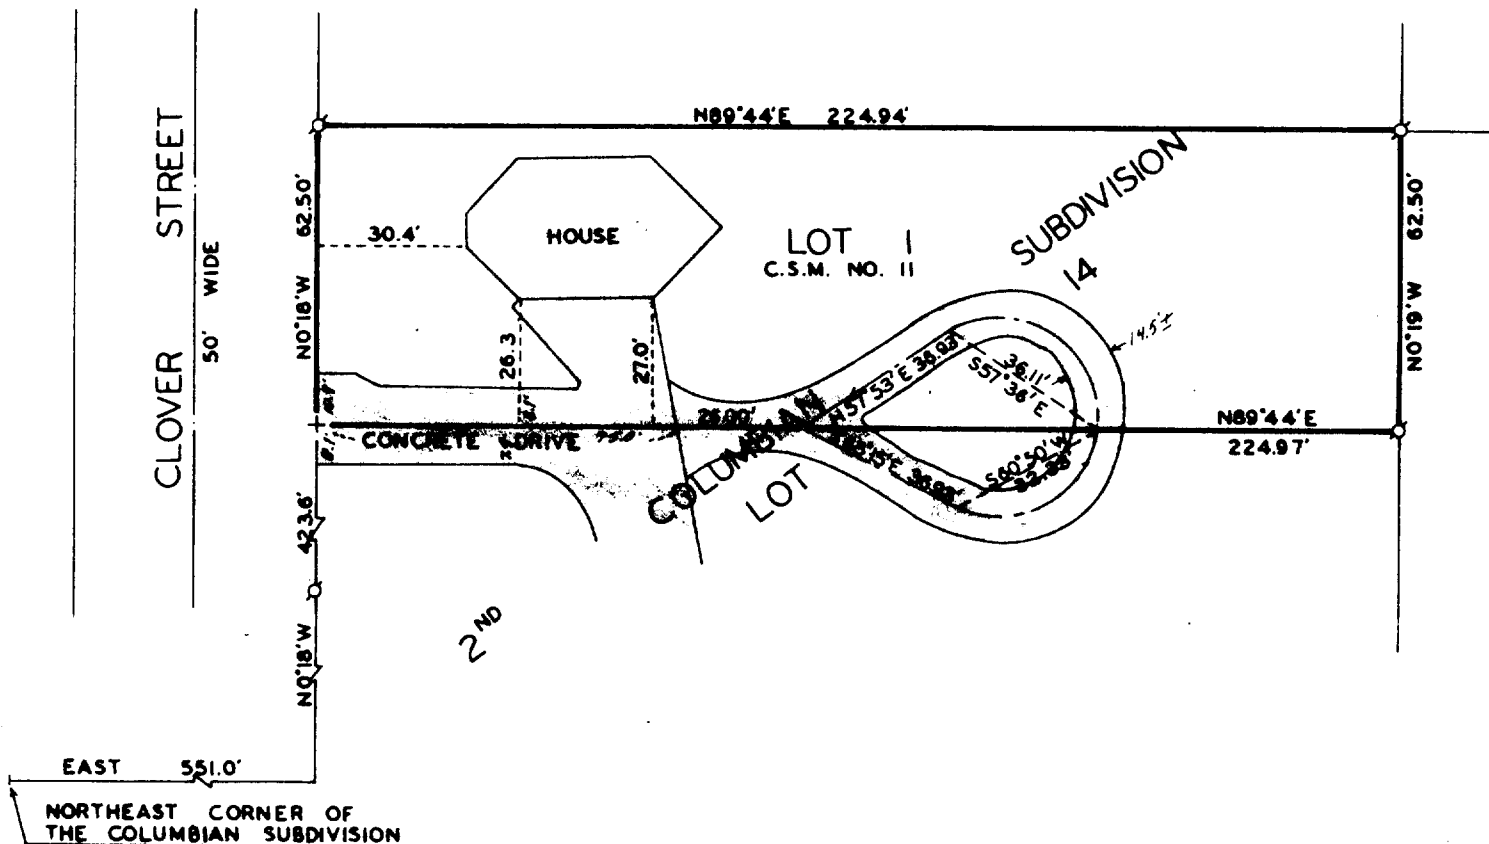 N89°44'E 224.94'
CLOVER STREET
50' WIDE
N0°18'W 62.50'
30.4'
HOUSE
LOT 1
C.S.M. NO. 11
SUBDIVISION
14
14.5'±
N0°19'W 62.50'
26.3
27.0'
N57°53'E 36.93'
36.11'
S57°36'E
25.00'
N89°44'E
224.97'
CONCRETE DRIVE
COLUMBIAN
LOT
36.93'
S60°50'W
2ND
423.6'
N0°18'W
EAST 551.0'
NORTHEAST CORNER OF
THE COLUMBIAN SUBDIVISION